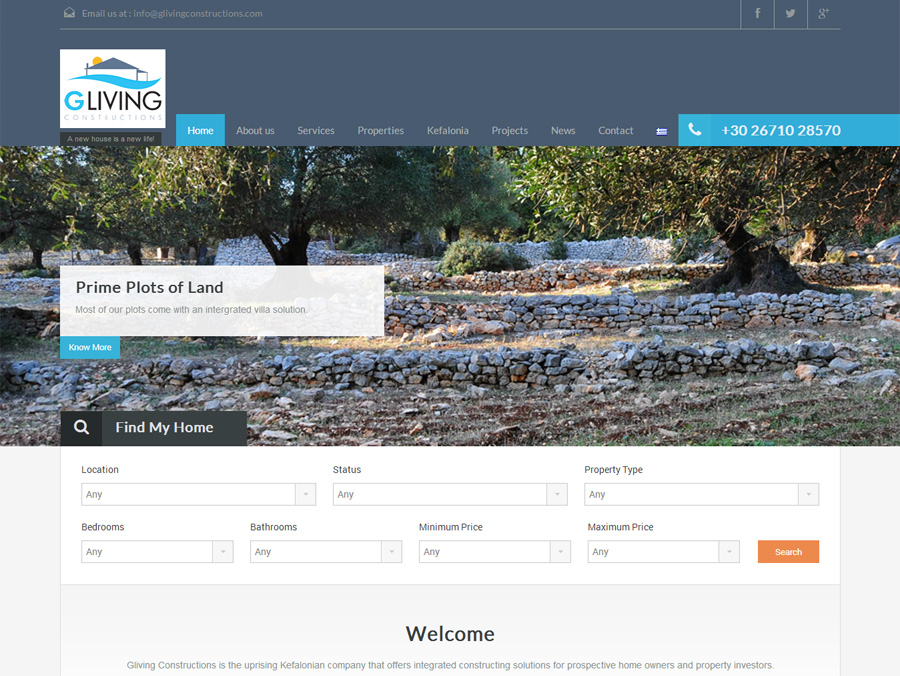 Email us at : info@glivingconstructions.com
GLIVING
CONSTRUCTIONS
A new house is a new life!
Home About us Services Properties Kefalonia Projects News Contact +30 26710 28570
Prime Plots of Land
Most of our plots come with an intergrated villa solution.
Know More
Find My Home
Location Status Property Type
Any Any Any
Bedrooms Bathrooms Minimum Price Maximum Price
Any Any Any Any Search
Welcome
Gliving Constructions is the uprising Kefalonian company that offers integrated constructing solutions for prospective home owners and property investors.